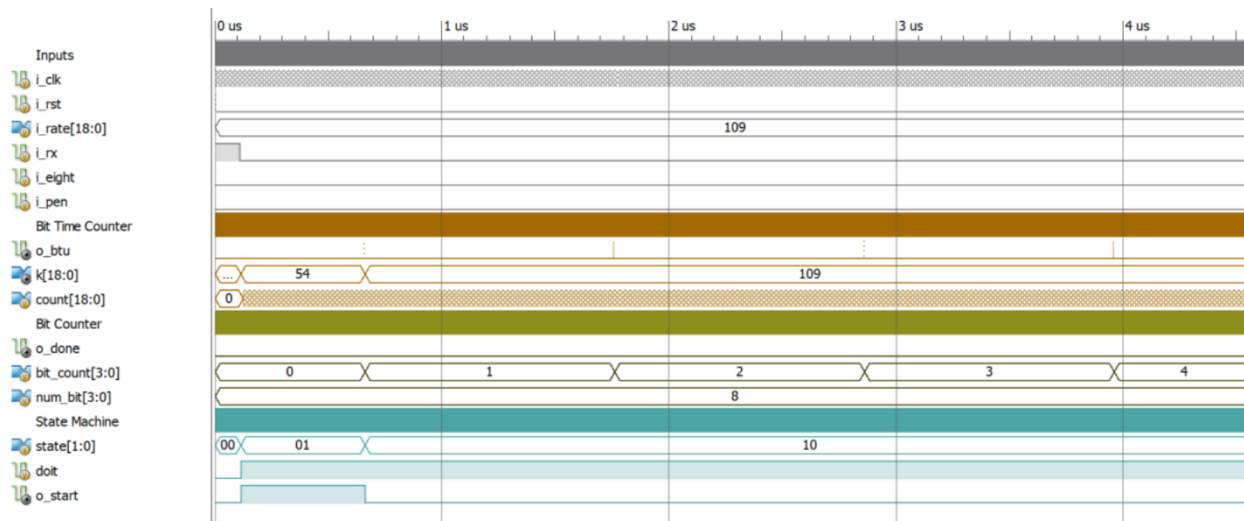 0 us 1 us 2 us 3 us 4 us
Inputs
i_clk
i_rst
i_rate[18:0] 109
i_rx
i_eight
i_pen
Bit Time Counter
o_btu
k[18:0] ... 54 109
count[18:0] 0
Bit Counter
o_done
bit_count[3:0] 0 1 2 3 4
num_bit[3:0] 8
State Machine
state[1:0] 00 01 10
doit
o_start